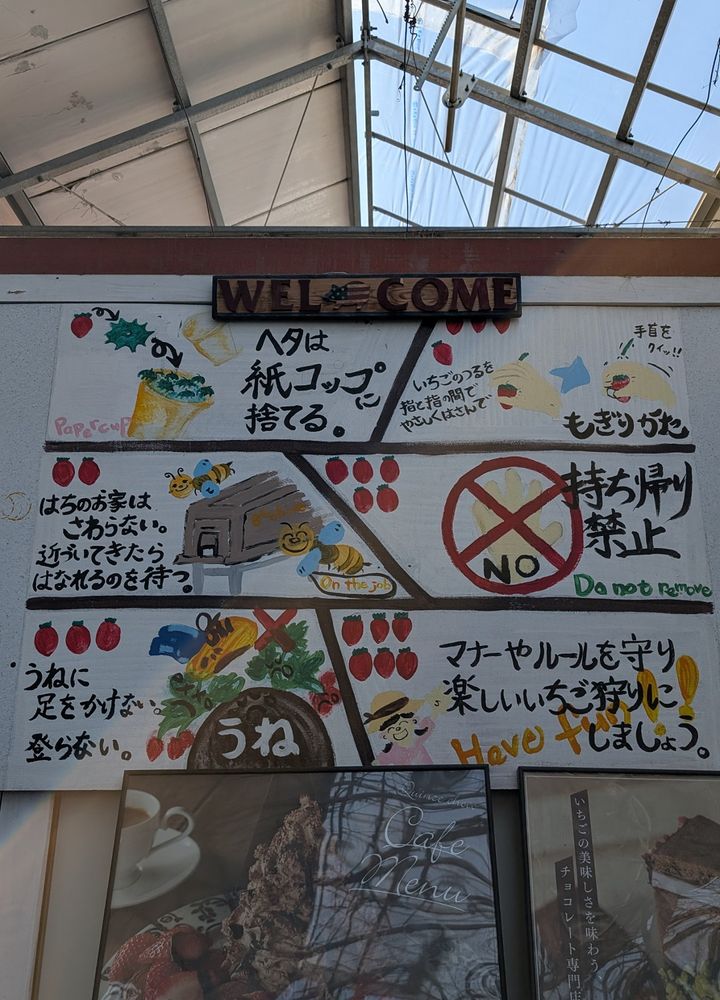 WELCOME
ヘタは
紙コップに
捨てる。
Papercup
手首を
クイッ!!
いちごのつるを
指と指の間で
やさしくはさんで
もぎりかた
はちのお家は
さわらない。
近づいてきたら
はなれるのを待つ。
On the job
持ち帰り
禁止
NO
Do not remove
うねに
足をかけない。
登らない。
うね
マナーやルールを守り
楽しいいちご狩りに
しましょう。
Have fun!!
Cafe
Menu
いちごの美味しさを味わう
チョコレート専門店